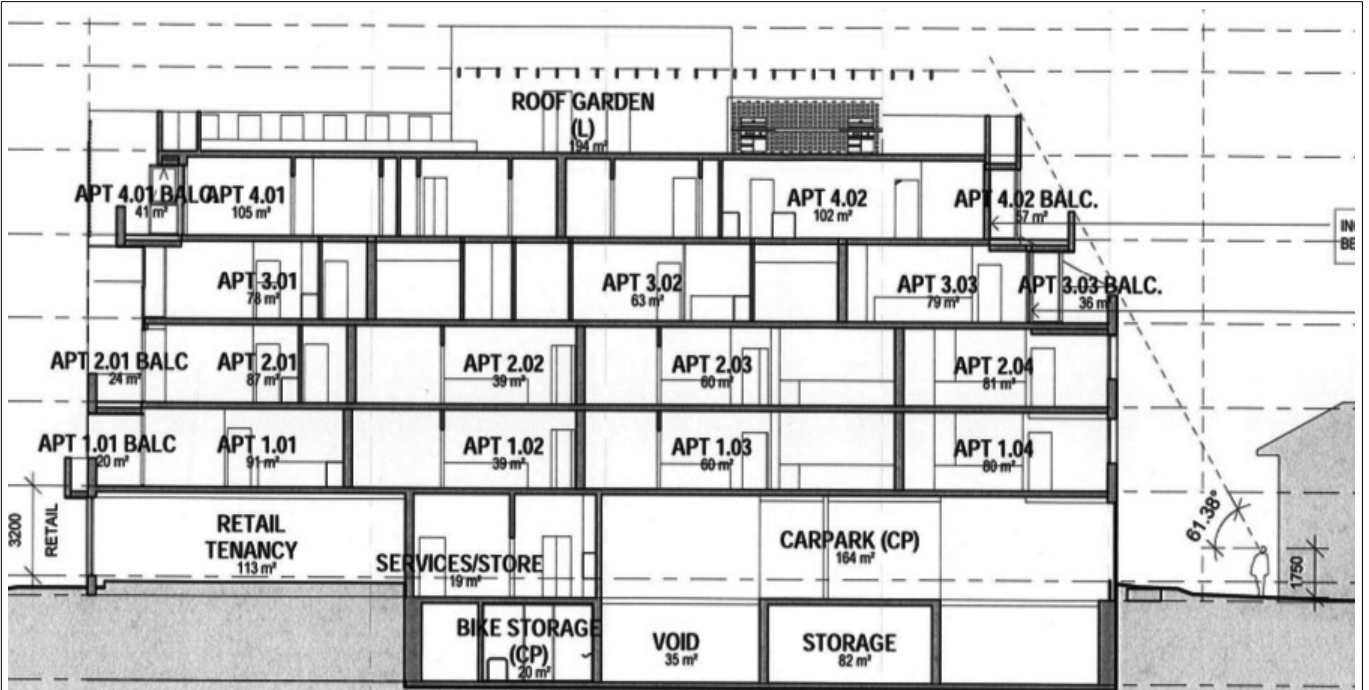 ROOF GARDEN
(L)
194 m²
APT 4.01 BALC
41 m²
APT 4.01
105 m²
APT 4.02
102 m²
APT 4.02 BALC.
57 m²
APT 3.01
78 m²
APT 3.02
63 m²
APT 3.03
79 m²
APT 3.03 BALC.
36 m²
APT 2.01 BALC
24 m²
APT 2.01
87 m²
APT 2.02
39 m²
APT 2.03
60 m²
APT 2.04
81 m²
APT 1.01 BALC
20 m²
APT 1.01
91 m²
APT 1.02
39 m²
APT 1.03
60 m²
APT 1.04
80 m²
3200
RETAIL
RETAIL
TENANCY
113 m²
SERVICES/STORE
19 m²
CARPARK (CP)
164 m²
61.38°
1750
BIKE STORAGE
(CP)
20 m²
VOID
35 m²
STORAGE
82 m²